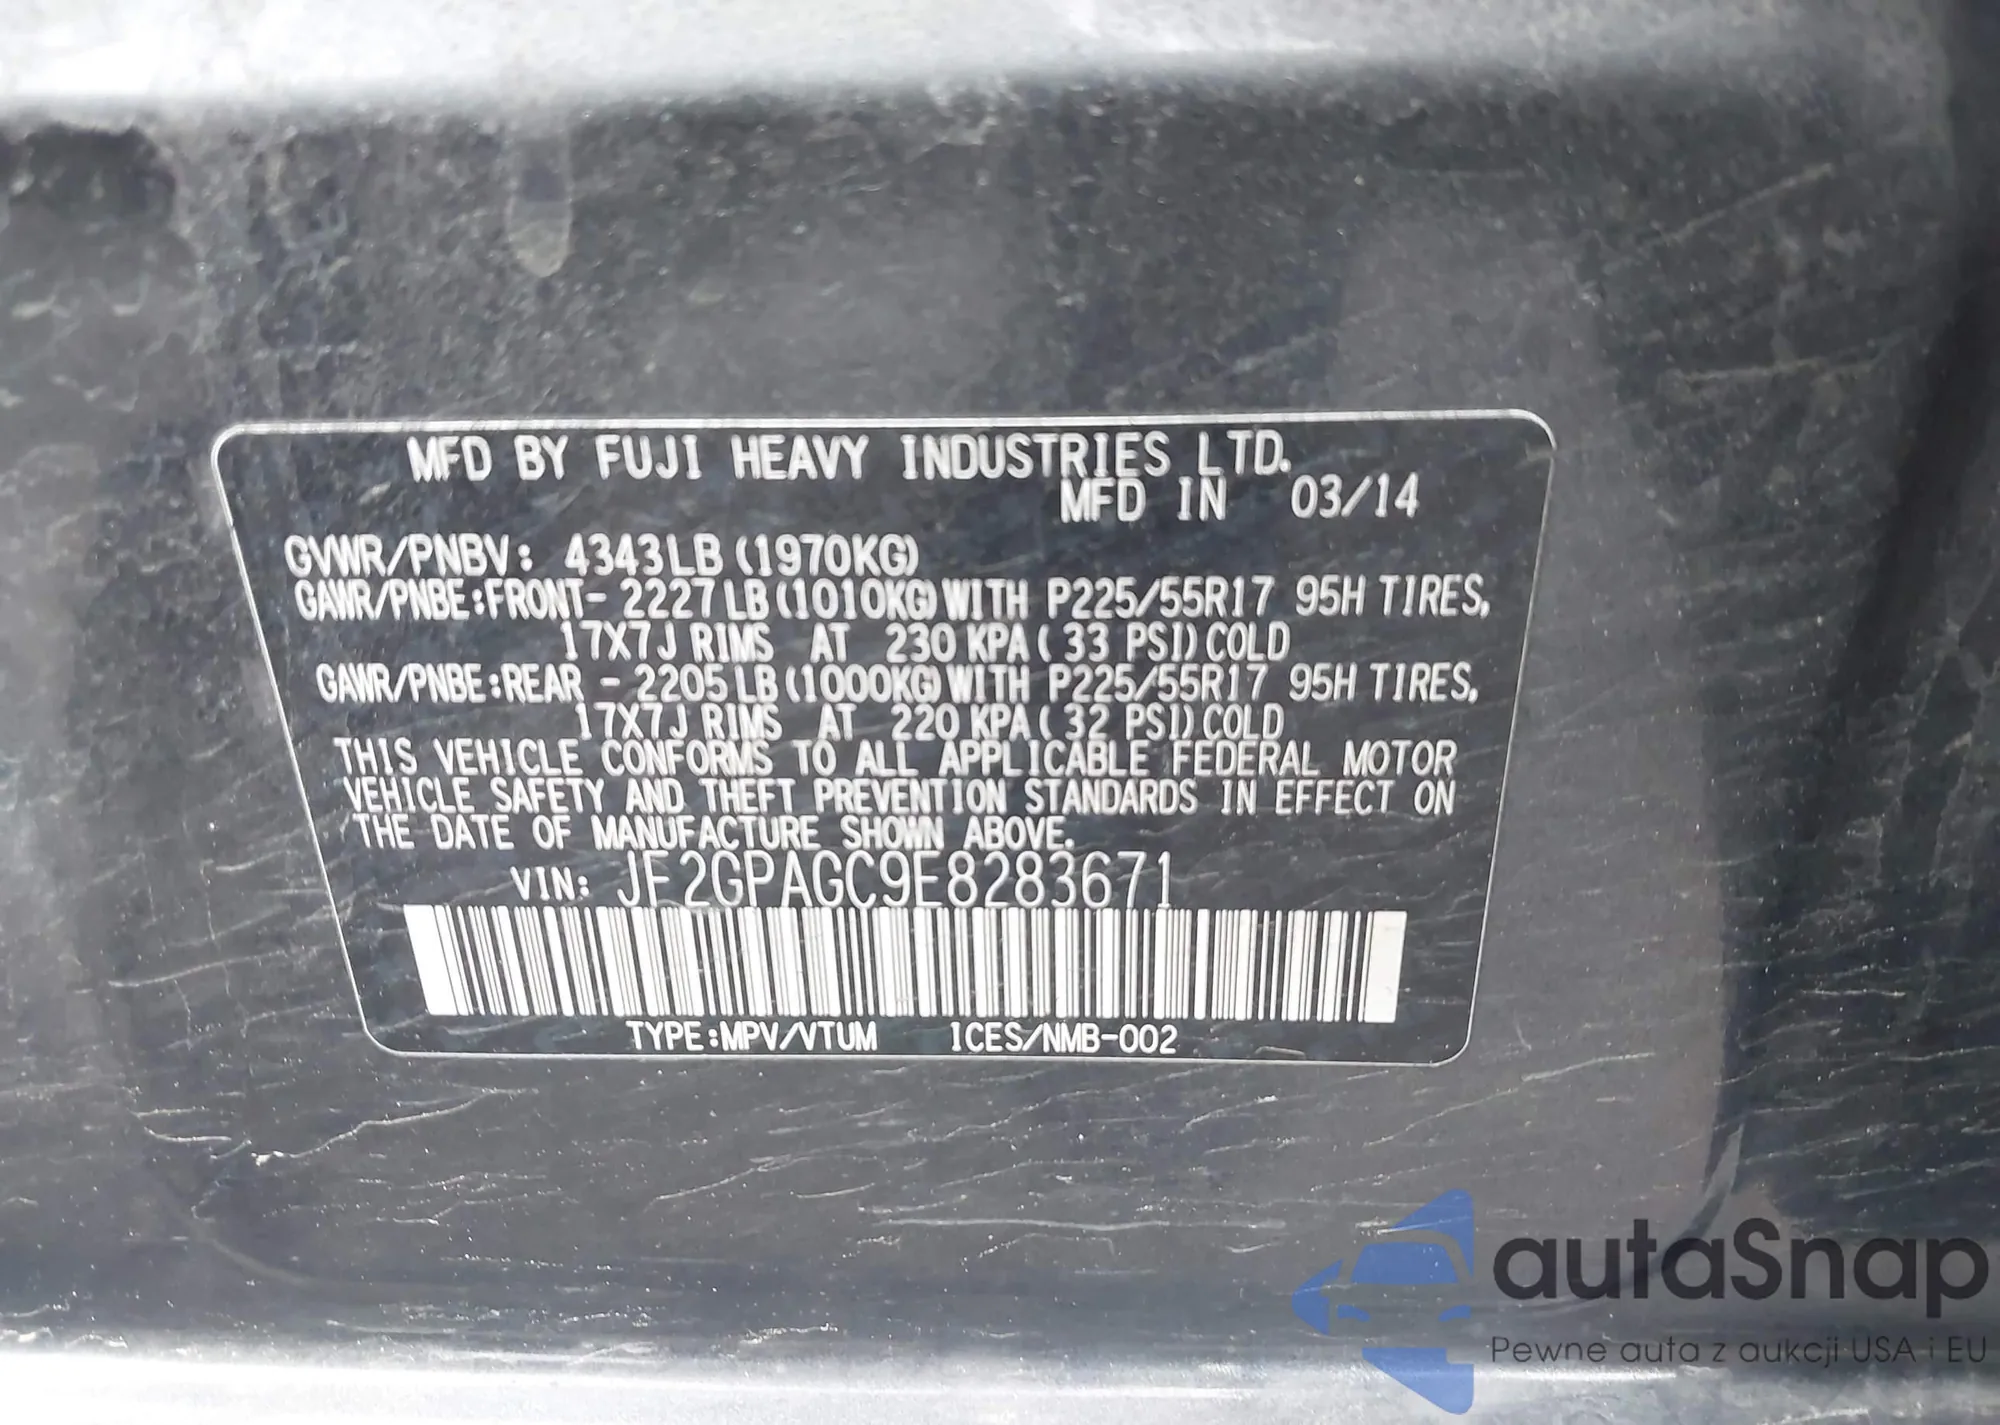 MFD BY FUJI HEAVY INDUSTRIES LTD.
MFD IN 03/14
GVWR/PNBV: 4343LB (1970KG)
GAWR/PNBE:FRONT- 2227LB(1010KG)WITH P225/55R17 95H TIRES,
17X7J RIMS AT 230 KPA( 33 PSI)COLD
GAWR/PNBE:REAR - 2205LB(1000KG)WITH P225/55R17 95H TIRES,
17X7J RIMS AT 220 KPA( 32 PSI)COLD
THIS VEHICLE CONFORMS TO ALL APPLICABLE FEDERAL MOTOR
VEHICLE SAFETY AND THEFT PREVENTION STANDARDS IN EFFECT ON
THE DATE OF MANUFACTURE SHOWN ABOVE.
VIN: JF2GPAGC9E8283671
TYPE:MPV/VTUM ICES/NMB-002
autaSnap
Pewne auta z aukcji USA i EU